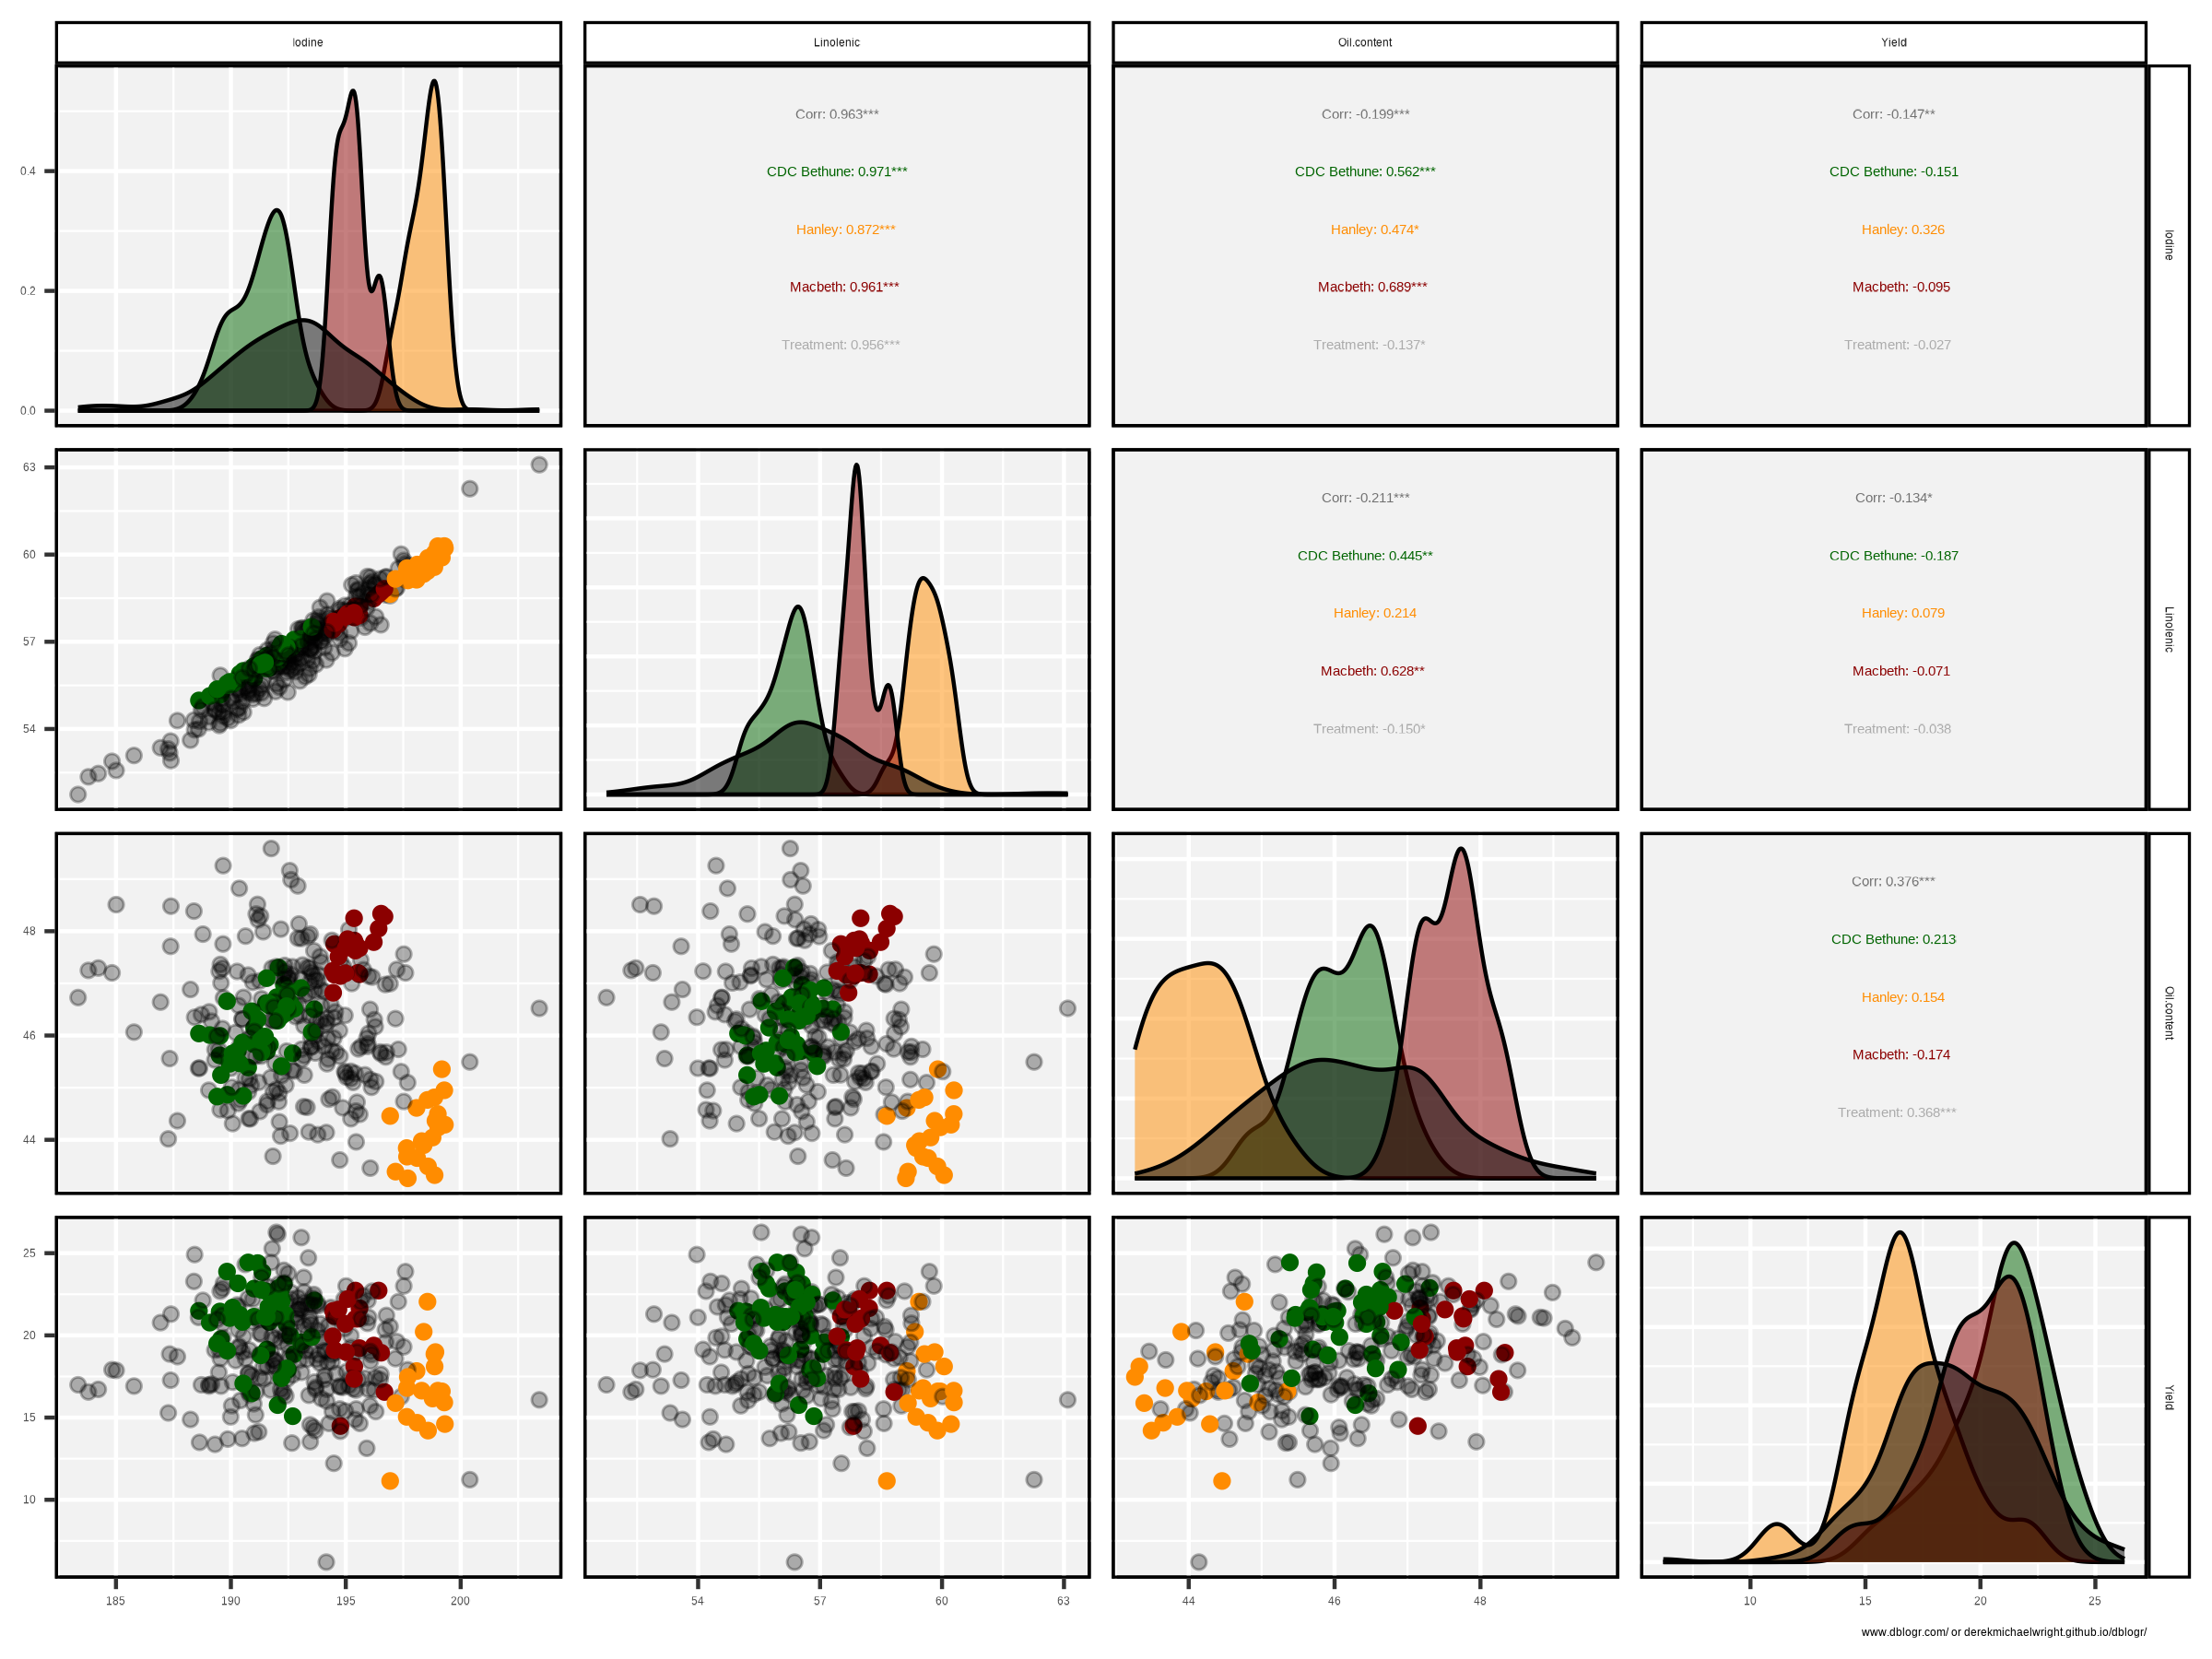 Iodine
Linolenic
Oil.content
Yield
Corr: 0.963***
Corr: -0.199***
Corr: -0.147**
0.4
CDC Bethune: 0.971***
CDC Bethune: 0.562***
CDC Bethune: -0.151
Hanley: 0.872***
Hanley: 0.474*
Hanley: 0.326
Iodine
0.2
Macbeth: 0.961***
Macbeth: 0.689***
Macbeth: -0.095
Treatment: 0.956***
Treatment: -0.137*
Treatment: -0.027
0.0
63
Corr: -0.211***
Corr: -0.134*
60
CDC Bethune: 0.445**
CDC Bethune: -0.187
Hanley: 0.214
Hanley: 0.079
Linolenic
57
Macbeth: 0.628**
Macbeth: -0.071
54
Treatment: -0.150*
Treatment: -0.038
Corr: 0.376***
48
CDC Bethune: 0.213
Hanley: 0.154
Oil.content
46
Macbeth: -0.174
Treatment: 0.368***
44
25
20
Yield
15
10
185
190
195
200
54
57
60
63
44
46
48
10
15
20
25
www.dblogr.com/ or derekmichaelwright.github.io/dblogr/